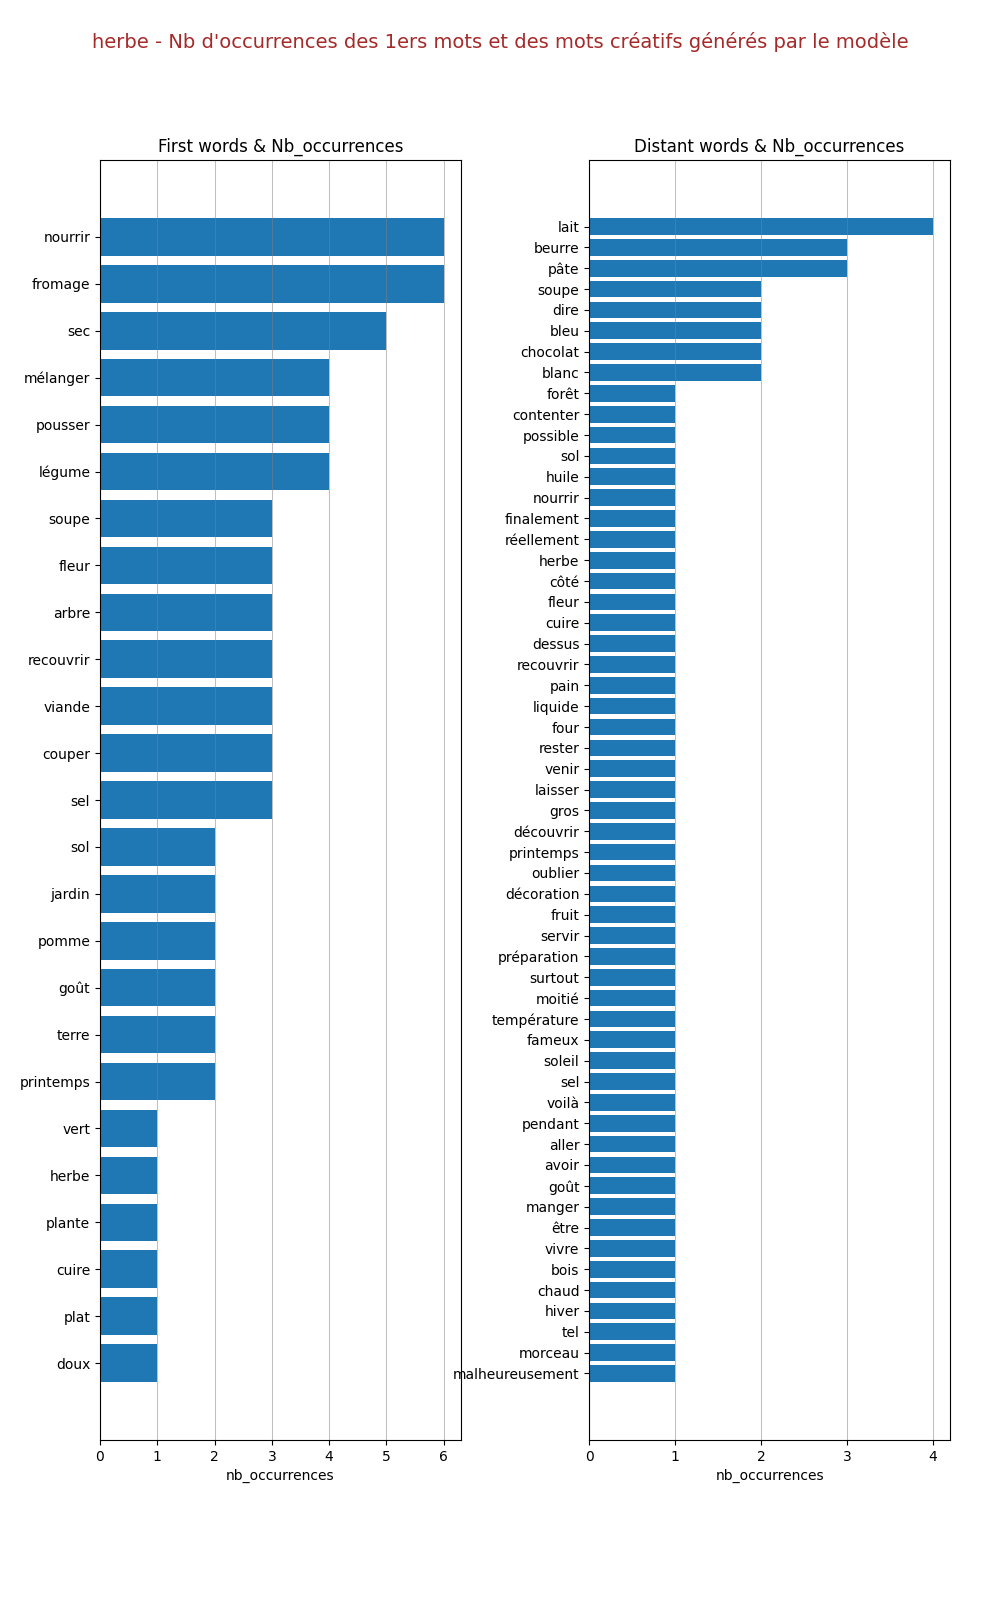 herbe - Nb d'occurrences des 1ers mots et des mots créatifs générés par le modèle
First words & Nb_occurrences
nourrir
fromage
sec
mélanger
pousser
légume
soupe
fleur
arbre
recouvrir
viande
couper
sel
sol
jardin
pomme
goût
terre
printemps
vert
herbe
plante
cuire
plat
doux
0 1 2 3 4 5 6
nb_occurrences
Distant words & Nb_occurrences
lait
beurre
pâte
soupe
dire
bleu
chocolat
blanc
forêt
contenter
possible
sol
huile
nourrir
finalement
réellement
herbe
côté
fleur
cuire
dessus
recouvrir
pain
liquide
four
rester
venir
laisser
gros
découvrir
printemps
oublier
décoration
fruit
servir
préparation
surtout
moitié
température
fameux
soleil
sel
voilà
pendant
aller
avoir
goût
manger
être
vivre
bois
chaud
hiver
tel
morceau
malheureusement
0 1 2 3 4
nb_occurrences